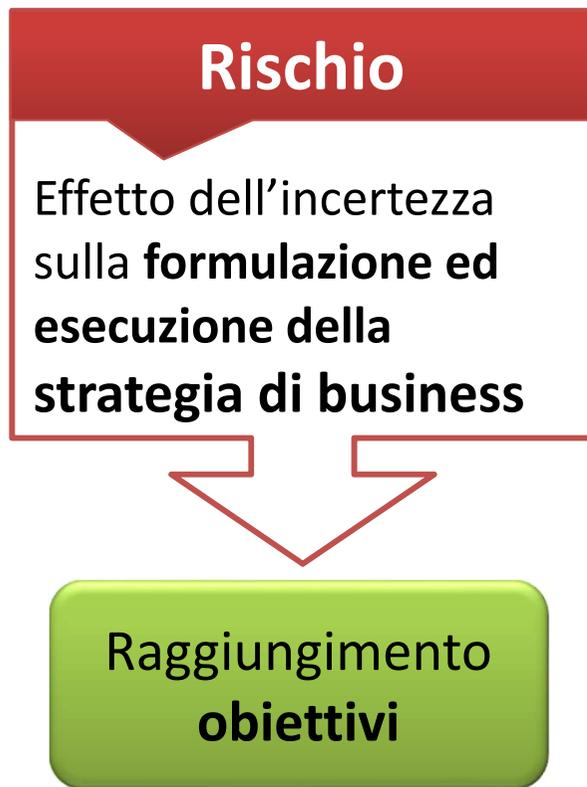 Rischio
Effetto dell’incertezza
sulla formulazione ed
esecuzione della
strategia di business
Raggiungimento
obiettivi